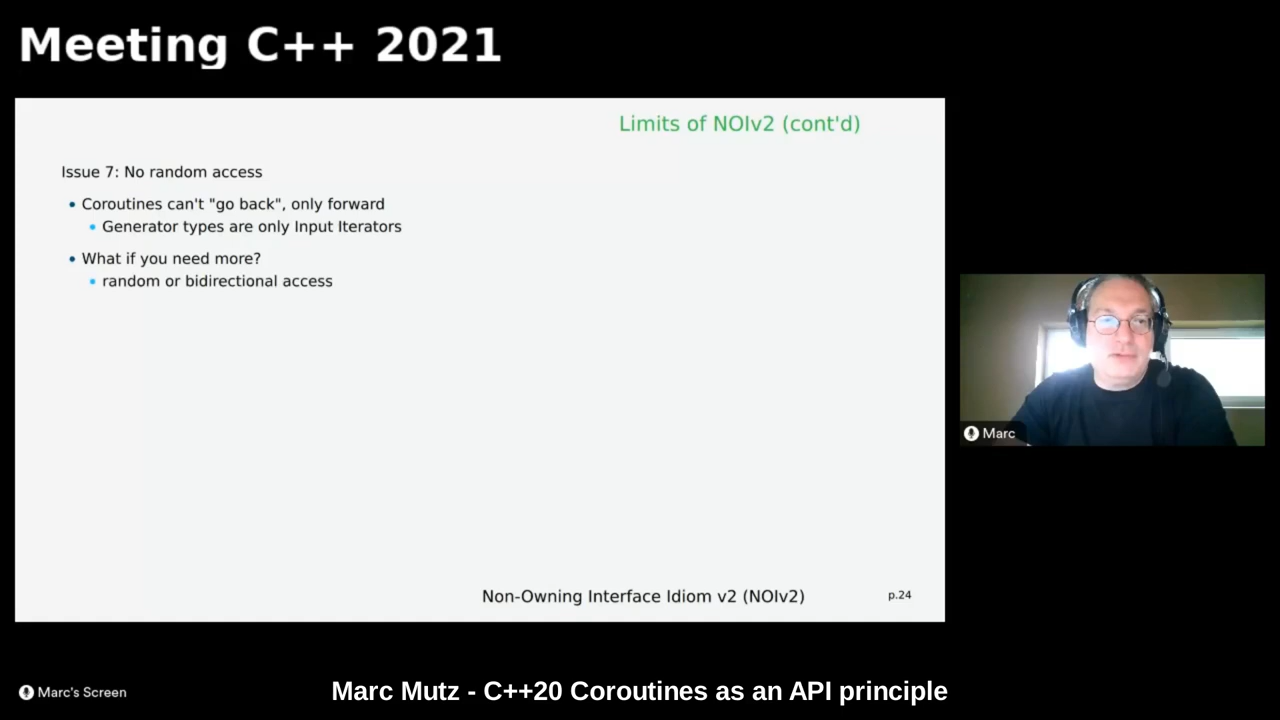 Meeting C++ 2021
Limits of NOIv2 (cont'd)
Issue 7: No random access
• Coroutines can't "go back", only forward
• Generator types are only Input Iterators
• What if you need more?
• random or bidirectional access
Non-Owning Interface Idiom v2 (NOIv2)
p.24
Marc
Marc's Screen
Marc Mutz - C++20 Coroutines as an API principle